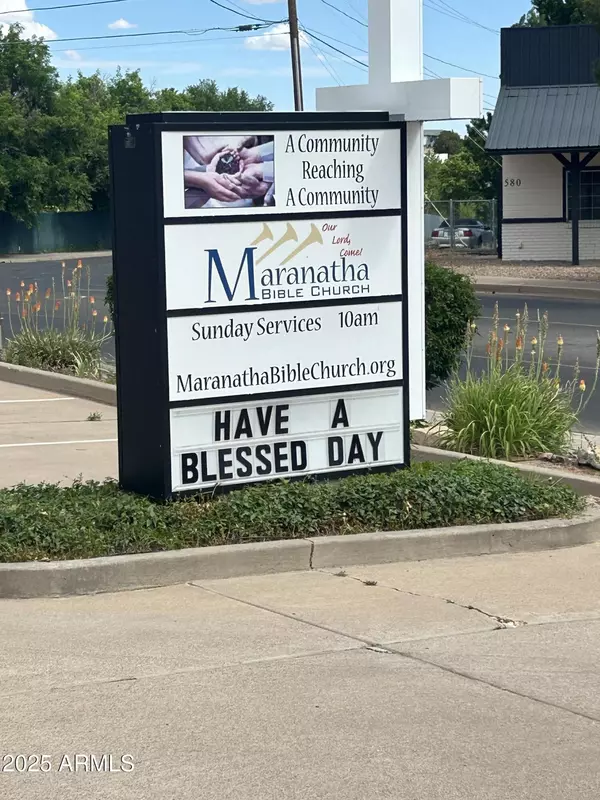 A Community
Reaching
A Community
Our
Lord,
Come!
Maranatha
Bible Church
Sunday Services 10am
MaranathaBibleChurch.org
HAVE A
BLESSED DAY
580
2025 ARMLS